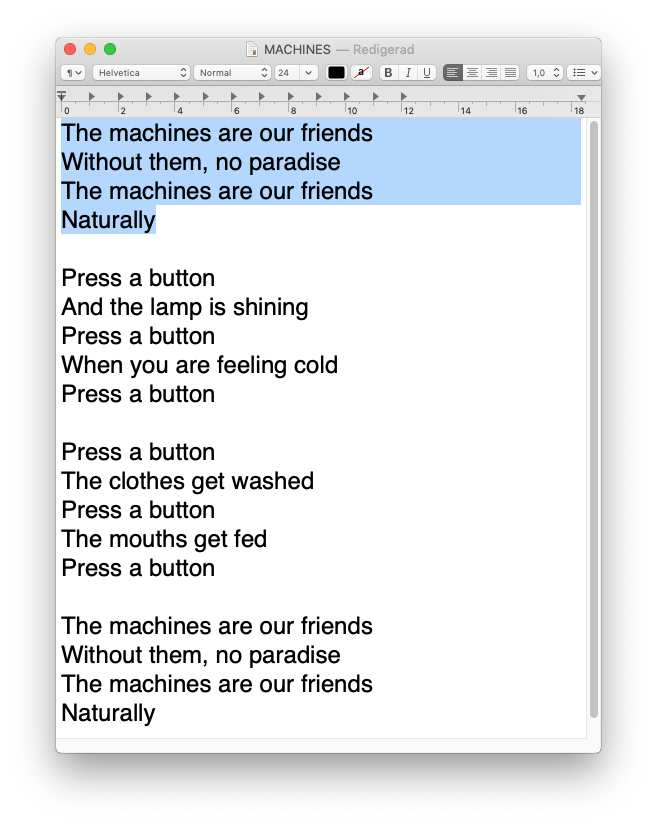 MACHINES — Redigerad
¶ Helvetica Normal 24 a B I U 1,0
0 2 4 6 8 10 12 14 16 18
The machines are our friends
Without them, no paradise
The machines are our friends
Naturally
Press a button
And the lamp is shining
Press a button
When you are feeling cold
Press a button
Press a button
The clothes get washed
Press a button
The mouths get fed
Press a button
The machines are our friends
Without them, no paradise
The machines are our friends
Naturally